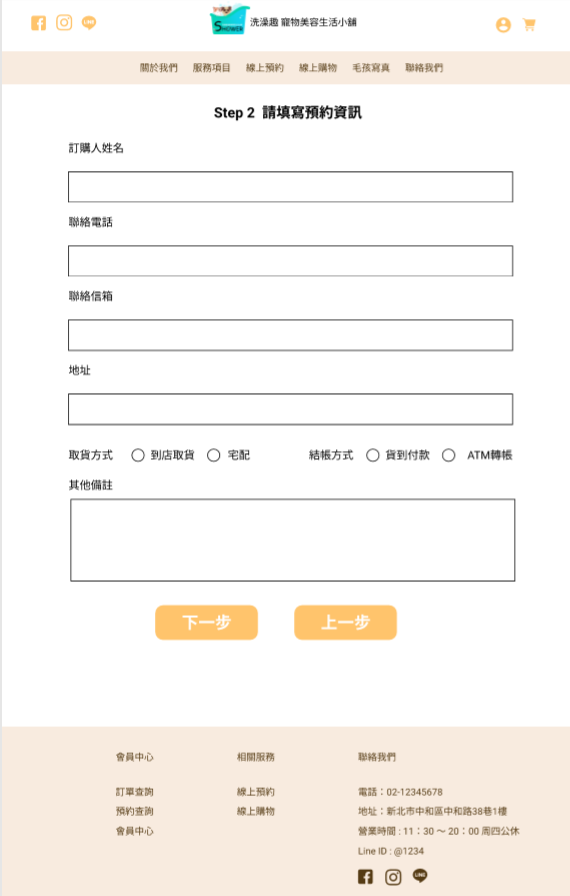 SHOWER 洗澡趣 寵物美容生活小舖
LINE
關於我們 服務項目 線上預約 線上購物 毛孩寫真 聯絡我們
Step 2 請填寫預約資訊
訂購人姓名
聯絡電話
聯絡信箱
地址
取貨方式 到店取貨 宅配 結帳方式 貨到付款 ATM轉帳
其他備註
下一步 上一步
會員中心 相關服務 聯絡我們
訂單查詢 線上預約 電話：02-12345678
預約查詢 線上購物 地址：新北市中和區中和路38巷1樓
會員中心 營業時間 : 11：30 ～ 20：00 周四公休
Line ID : @1234
LINE